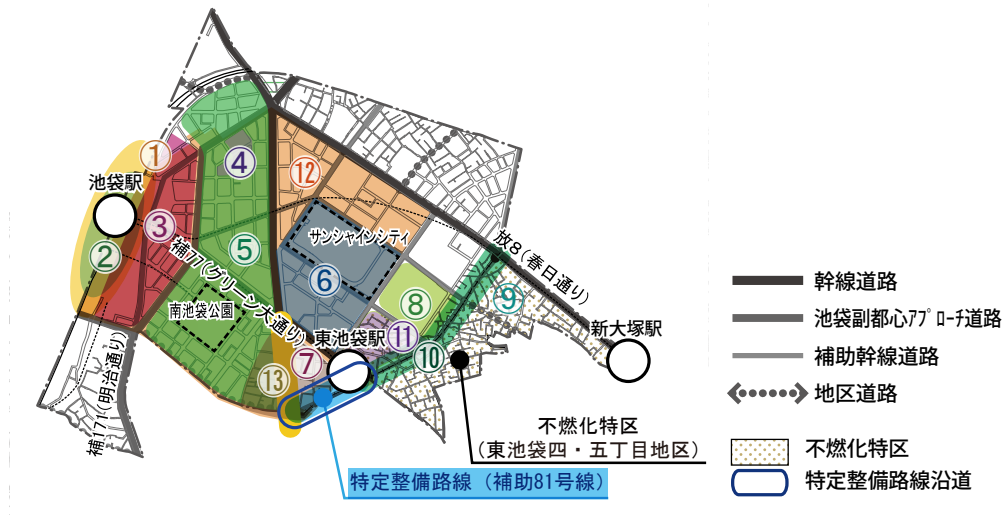 ①
池袋駅
②
③
④
⑤
⑫
サンシャインシティ
⑥
補77(グリーン大通り)
南池袋公園
東池袋駅
⑦
⑬
⑧
⑪
⑩
⑨
放8(春日通り)
新大塚駅
補171(明治通り)
不燃化特区
(東池袋四・五丁目地区)
特定整備路線（補助81号線）
幹線道路
池袋副都心ｱﾌﾟﾛｰﾁ道路
補助幹線道路
地区道路
不燃化特区
特定整備路線沿道